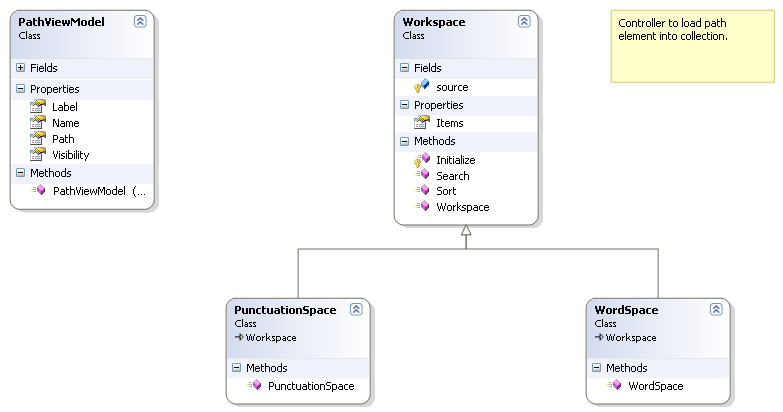 PathViewModel
Class
Fields
Properties
Label
Name
Path
Visibility
Methods
PathViewModel (...
Workspace
Class
Fields
source
Properties
Items
Methods
Initialize
Search
Sort
Workspace
Controller to load path
element into collection.
PunctuationSpace
Class
Workspace
Methods
PunctuationSpace
WordSpace
Class
Workspace
Methods
WordSpace